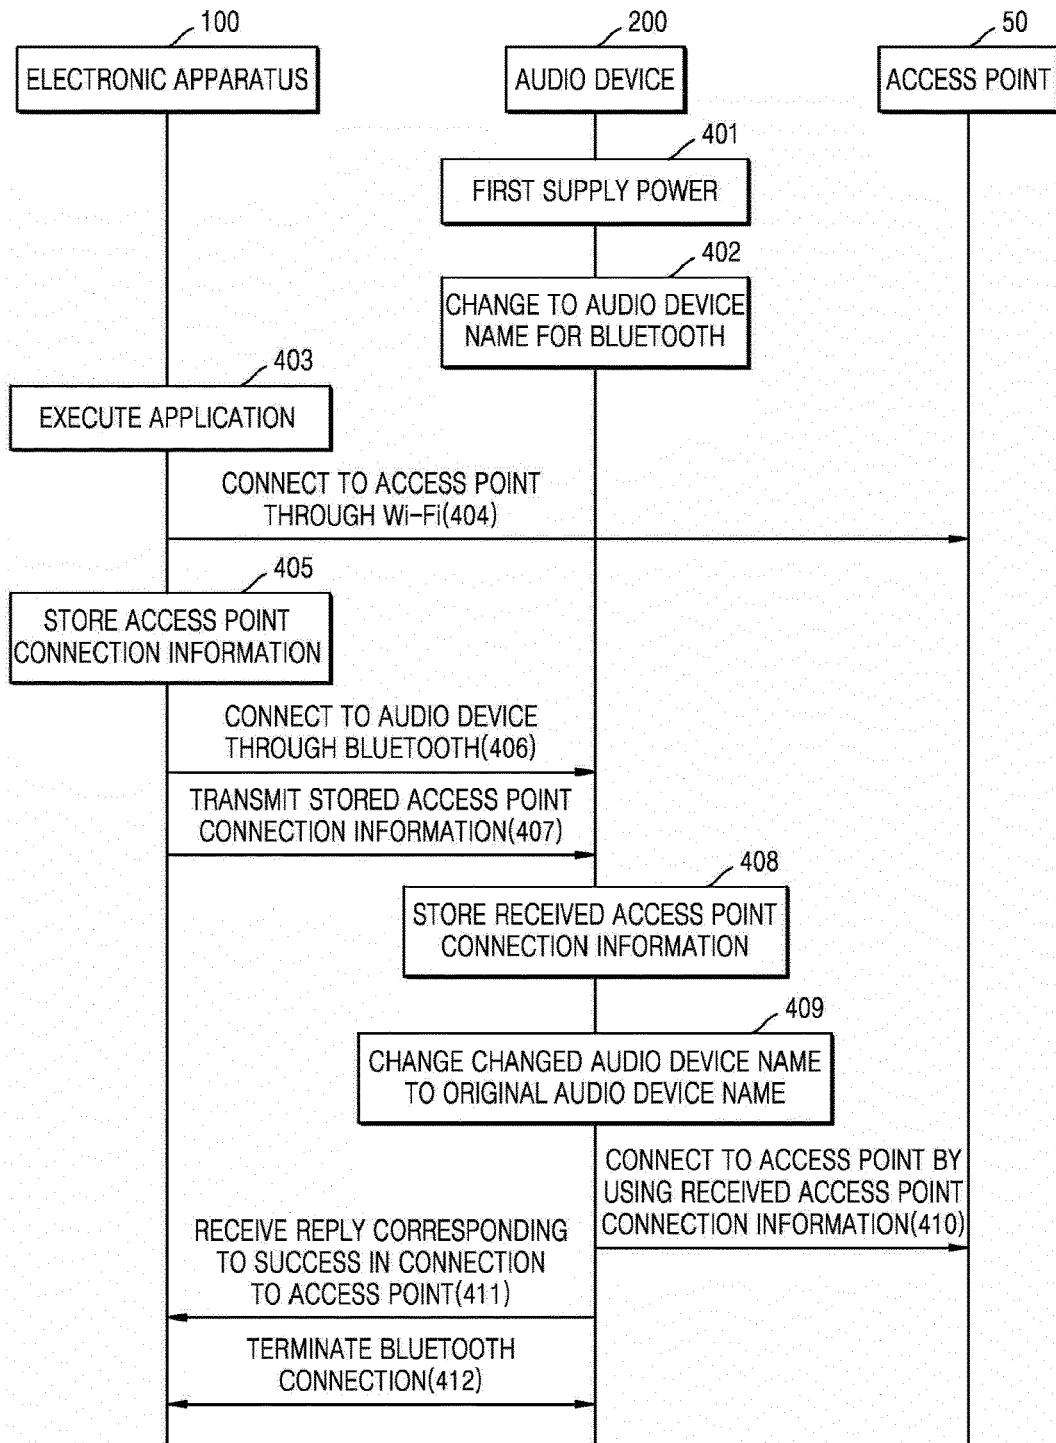 100
200
50
ELECTRONIC APPARATUS
AUDIO DEVICE
ACCESS POINT
401
FIRST SUPPLY POWER
402
CHANGE TO AUDIO DEVICE
NAME FOR BLUETOOTH
403
EXECUTE APPLICATION
CONNECT TO ACCESS POINT
THROUGH Wi-Fi(404)
405
STORE ACCESS POINT
CONNECTION INFORMATION
CONNECT TO AUDIO DEVICE
THROUGH BLUETOOTH(406)
TRANSMIT STORED ACCESS POINT
CONNECTION INFORMATION(407)
408
STORE RECEIVED ACCESS POINT
CONNECTION INFORMATION
409
CHANGE CHANGED AUDIO DEVICE NAME
TO ORIGINAL AUDIO DEVICE NAME
CONNECT TO ACCESS POINT BY
USING RECEIVED ACCESS POINT
CONNECTION INFORMATION(410)
RECEIVE REPLY CORRESPONDING
TO SUCCESS IN CONNECTION
TO ACCESS POINT(411)
TERMINATE BLUETOOTH
CONNECTION(412)